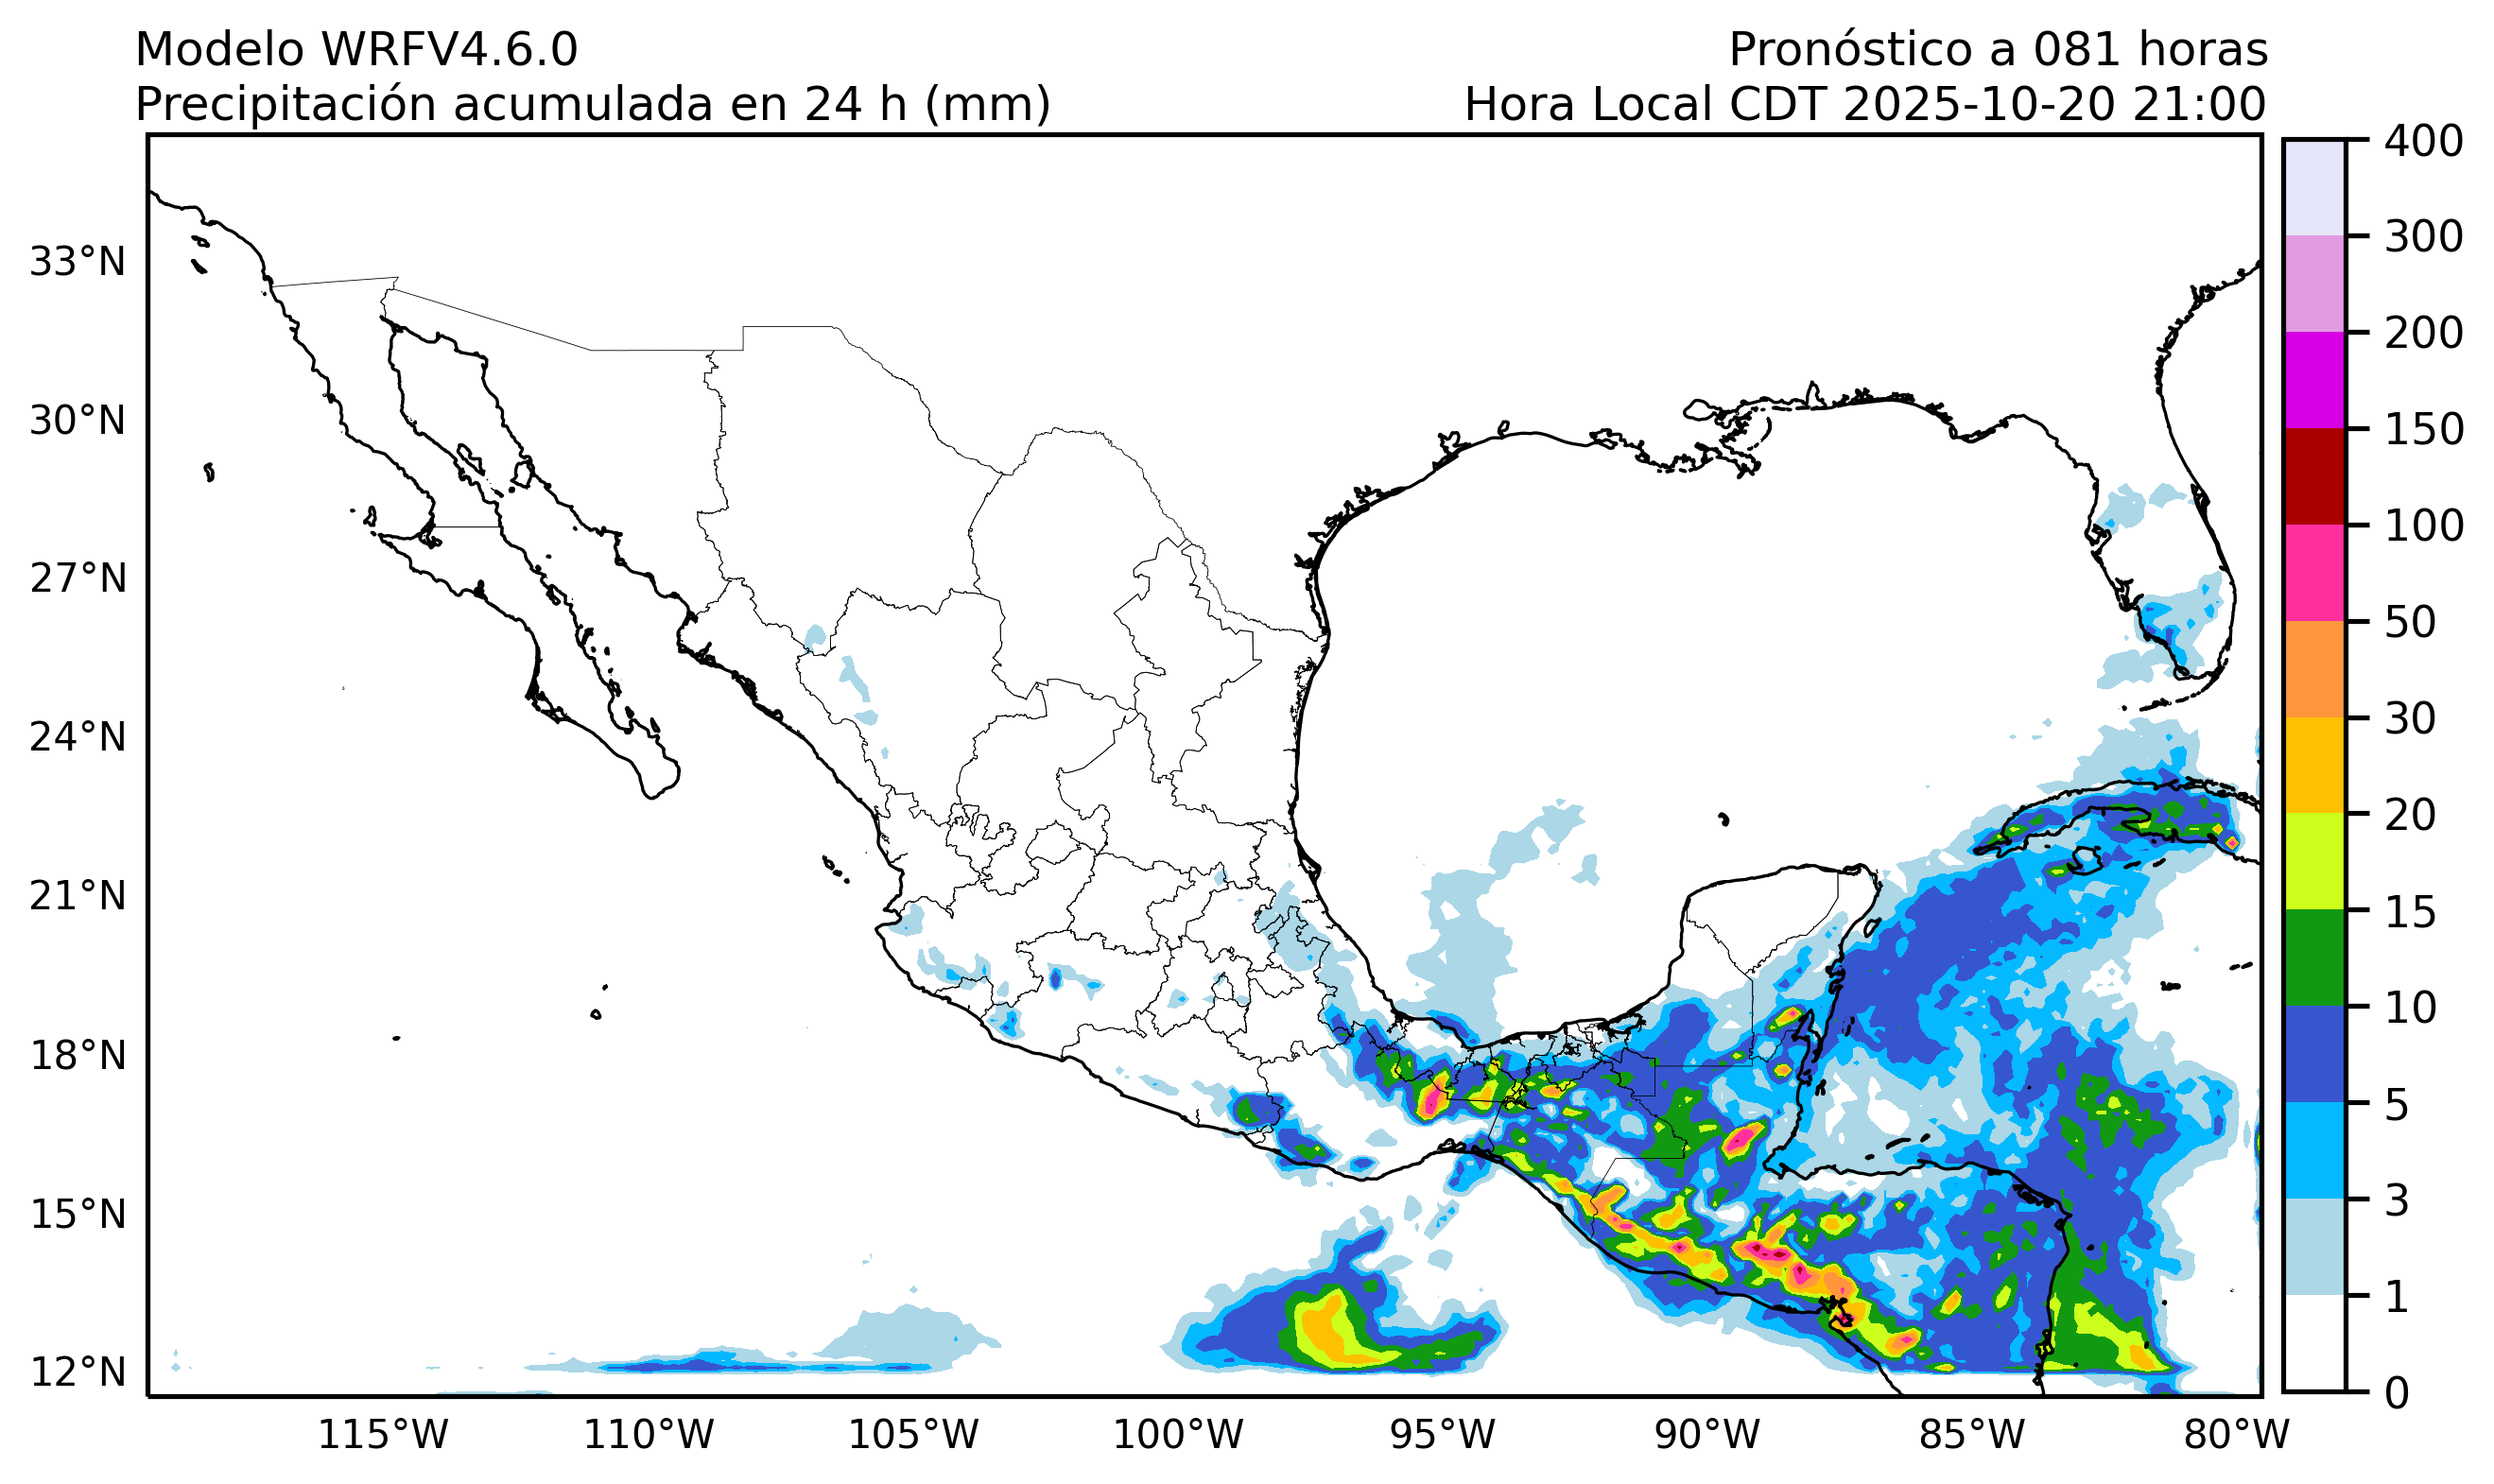 Modelo WRFV4.6.0
Pronóstico a 081 horas
Precipitación acumulada en 24 h (mm)
Hora Local CDT 2025-10-20 21:00
400
300
200
150
100
50
30
20
15
10
5
3
1
0
33°N
30°N
27°N
24°N
21°N
18°N
15°N
12°N
115°W
110°W
105°W
100°W
95°W
90°W
85°W
80°W